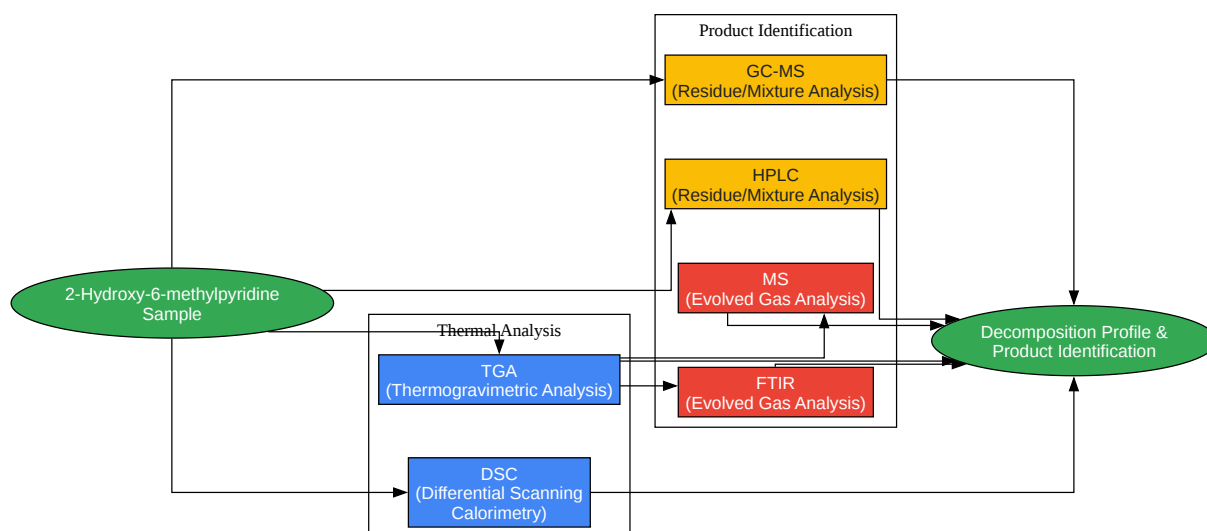 Product Identification
GC-MS
(Residue/Mixture Analysis)
HPLC
(Residue/Mixture Analysis)
MS
(Evolved Gas Analysis)
2-Hydroxy-6-methylpyridine
Sample
Thermal Analysis
TGA
(Thermogravimetric Analysis)
FTIR
(Evolved Gas Analysis)
Decomposition Profile &
Product Identification
DSC
(Differential Scanning
Calorimetry)